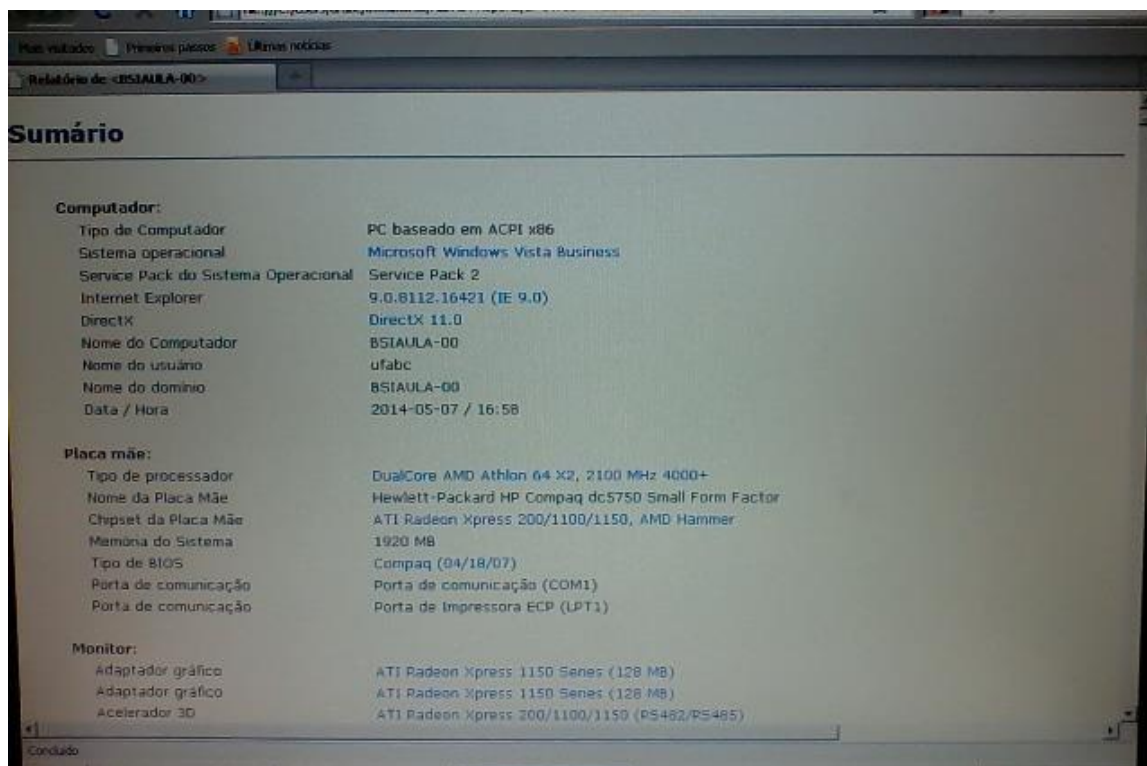 Mais visitados Primeiros passos Últimas notícias
Relatório de <BSIAULA-00>
Sumário
Computador:
Tipo de Computador PC baseado em ACPI x86
Sistema operacional Microsoft Windows Vista Business
Service Pack do Sistema Operacional Service Pack 2
Internet Explorer 9.0.8112.16421 (IE 9.0)
DirectX DirectX 11.0
Nome do Computador BSIAULA-00
Nome do usuário ufabc
Nome do domínio BSIAULA-00
Data / Hora 2014-05-07 / 16:58
Placa mãe:
Tipo de processador DualCore AMD Athlon 64 X2, 2100 MHz 4000+
Nome da Placa Mãe Hewlett-Packard HP Compaq dc5750 Small Form Factor
Chipset da Placa Mãe ATI Radeon Xpress 200/1100/1150, AMD Hammer
Memória do Sistema 1920 MB
Tipo de BIOS Compaq (04/18/07)
Porta de comunicação Porta de comunicação (COM1)
Porta de comunicação Porta de Impressora ECP (LPT1)
Monitor:
Adaptador gráfico ATI Radeon Xpress 1150 Series (128 MB)
Adaptador gráfico ATI Radeon Xpress 1150 Series (128 MB)
Acelerador 3D ATI Radeon Xpress 200/1100/1150 (RS482/RS485)
Concluído